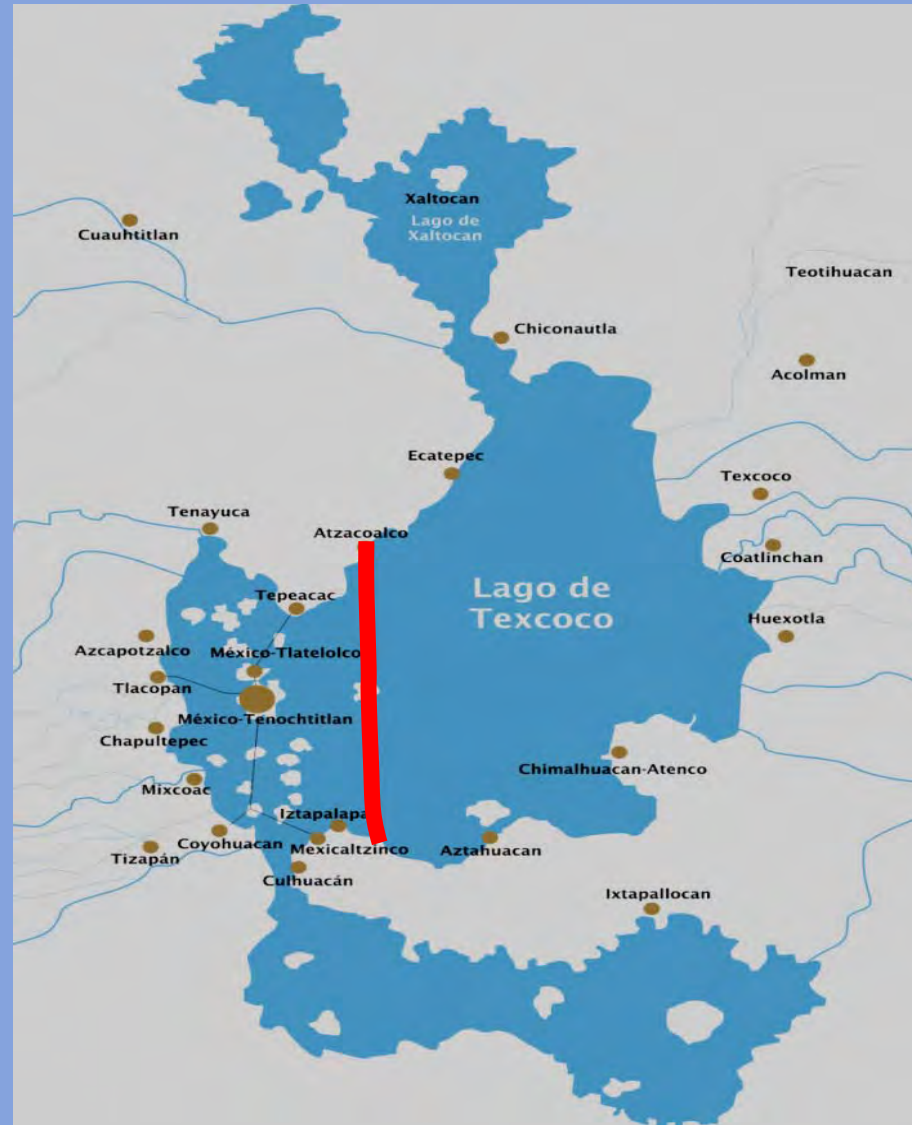 Xaltocan
Lago de
Xaltocan
Cuauhtitlan
Teotihuacan
Chiconautla
Acolman
Ecatepec
Texcoco
Tenayuca
Atzacoalco
Coatlinchan
Lago de
Texcoco
Tepeacac
Huexotla
Azcapotzalco
México-Tlatelolco
Tlacopan
México-Tenochtitlan
Chapultepec
Chimalhuacan-Atenco
Mixcoac
Iztapalapa
Coyohuacan
Mexicaltzinco
Aztahuacan
Tizapán
Culhuacán
Ixtapallocan